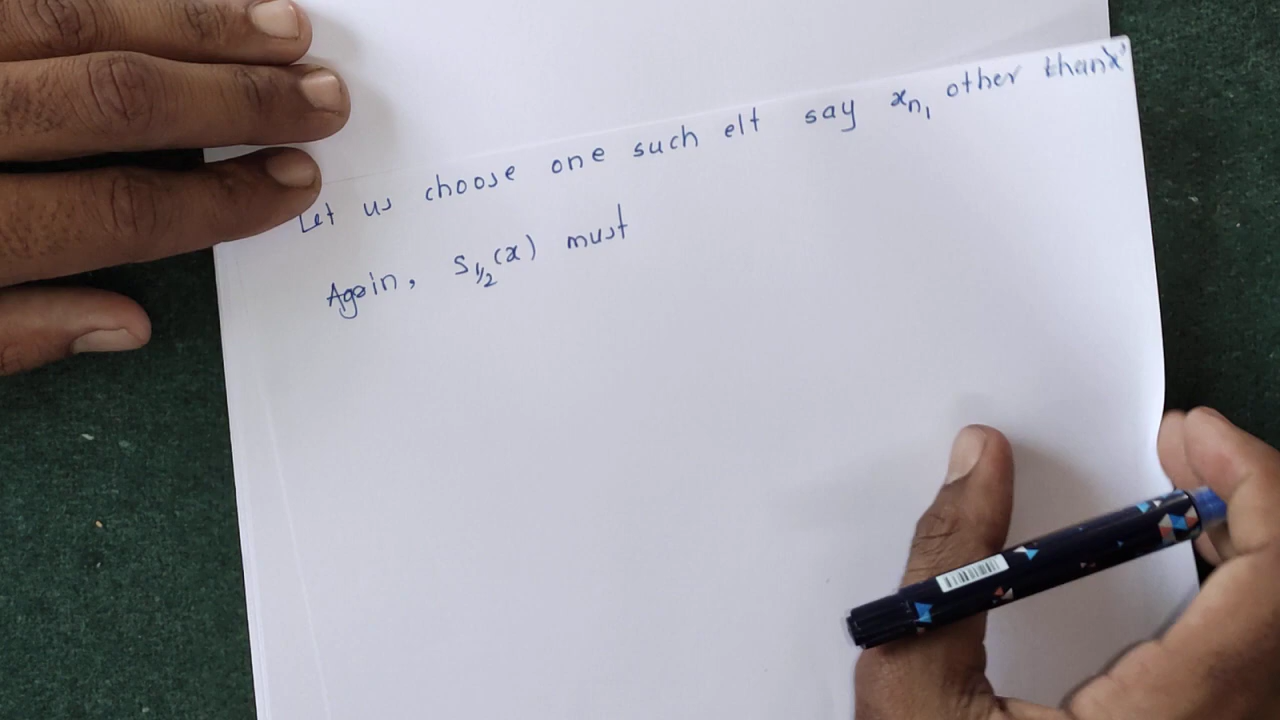 Let us choose one such elt say xₙ₁ other than 'x'
Again, S₁/₂(x) must